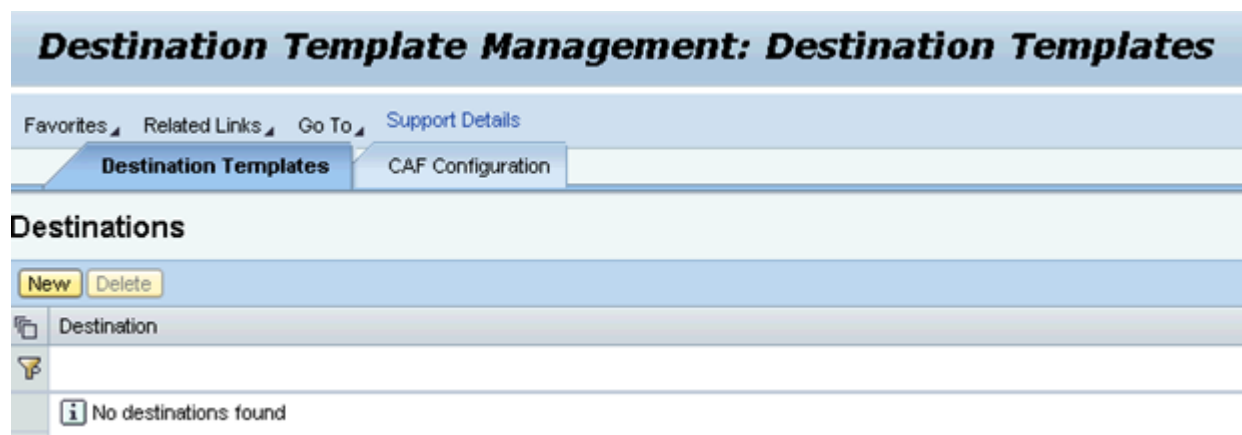 Destination Template Management: Destination Templates
Favorites Related Links Go To Support Details
Destination Templates CAF Configuration
Destinations
New Delete
Destination
No destinations found